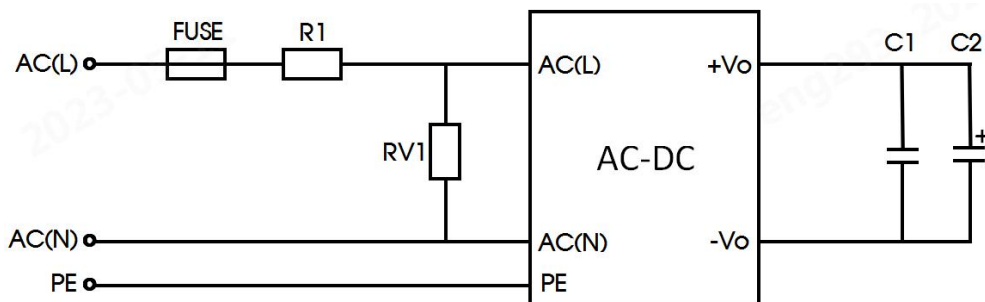 FUSE R1
AC(L) AC(L) +Vo C1 C2
+
RV1 AC-DC
AC(N) AC(N) -Vo
PE PE